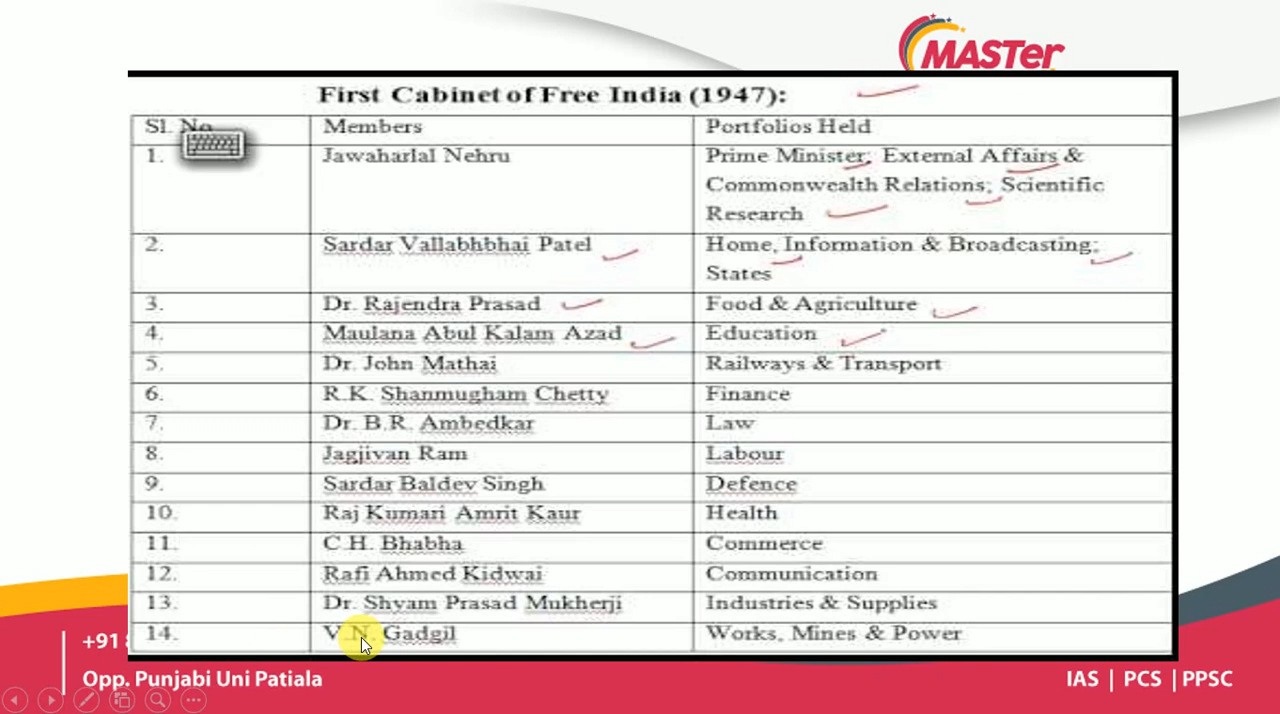 MASTer
First Cabinet of Free India (1947):
Sl. No Members Portfolios Held
1. Jawaharlal Nehru Prime Minister; External Affairs &
Commonwealth Relations; Scientific
Research
2. Sardar Vallabhbhai Patel Home, Information & Broadcasting;
States
3. Dr. Rajendra Prasad Food & Agriculture
4. Maulana Abul Kalam Azad Education
5. Dr. John Mathai Railways & Transport
6. R.K. Shanmugham Chetty Finance
7. Dr. B.R. Ambedkar Law
8. Jagjivan Ram Labour
9. Sardar Baldev Singh Defence
10. Raj Kumari Amrit Kaur Health
11. C.H. Bhabha Commerce
12. Rafi Ahmed Kidwai Communication
13. Dr. Shyam Prasad Mukherji Industries & Supplies
14. V.N. Gadgil Works, Mines & Power
+91
Opp. Punjabi Uni Patiala IAS | PCS | PPSC